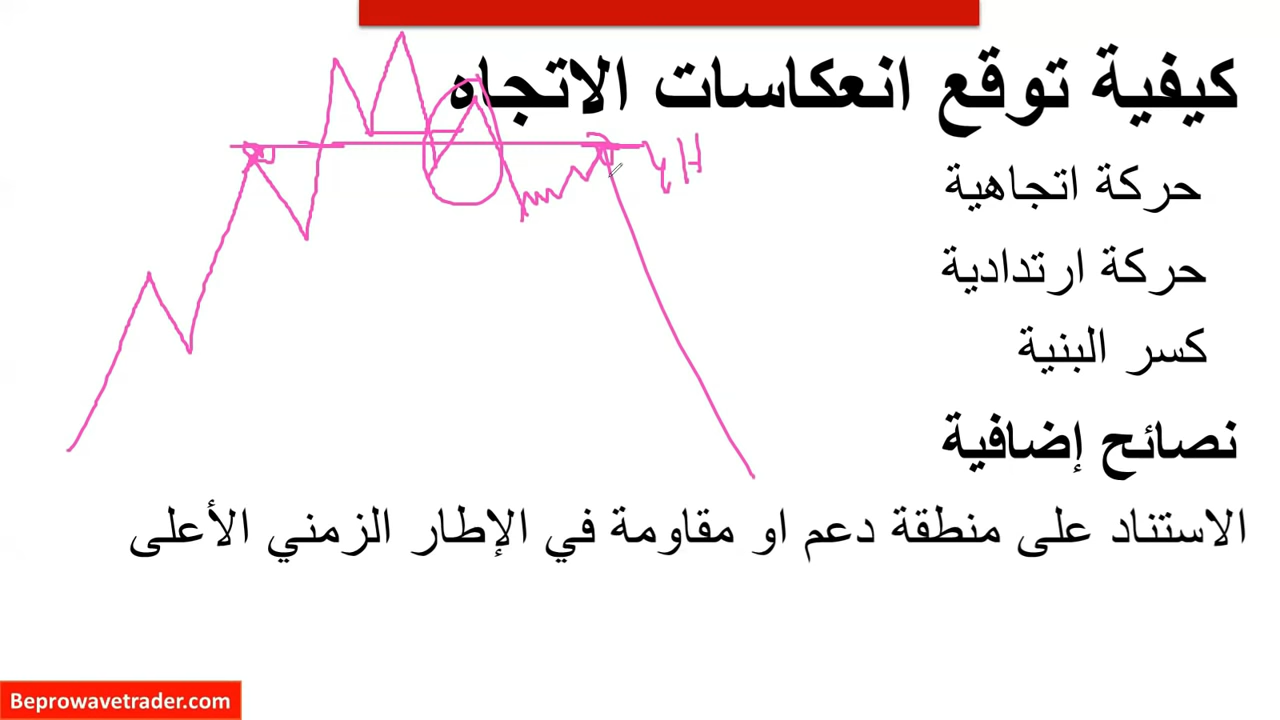 كيفية توقع انعكاسات الاتجاه
حركة اتجاهية
حركة ارتدادية
كسر البنية
نصائح إضافية
الاستناد على منطقة دعم او مقاومة في الإطار الزمني الأعلى
Beprowavetrader.com